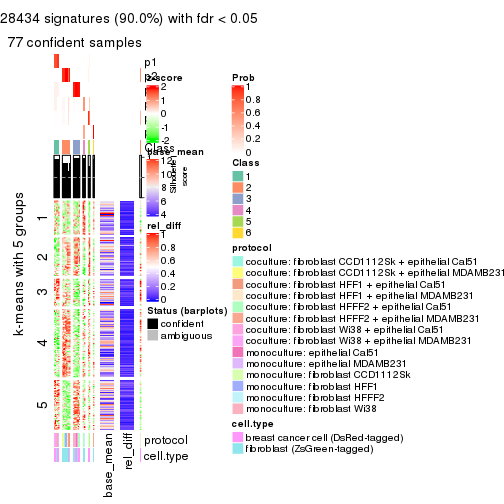 28434 signatures (90.0%) with fdr < 0.05
77 confident samples
p1
z-score
2
1
0
-1
-2
Class
Silhouette
score
base_mean
12
10
8
6
4
rel_diff
1
0.8
0.6
0.4
0.2
0
Status (barplots)
confident
ambiguous
k-means with 5 groups
1
2
3
4
5
protocol
cell.type
base_mean
rel_diff
Prob
1
0.8
0.6
0.4
0.2
0
Class
1
2
3
4
5
6
protocol
coculture: fibroblast CCD1112Sk + epithelial Cal51
coculture: fibroblast CCD1112Sk + epithelial MDAMB231
coculture: fibroblast HFF1 + epithelial Cal51
coculture: fibroblast HFF1 + epithelial MDAMB231
coculture: fibroblast HFFF2 + epithelial Cal51
coculture: fibroblast HFFF2 + epithelial MDAMB231
coculture: fibroblast Wi38 + epithelial Cal51
coculture: fibroblast Wi38 + epithelial MDAMB231
monoculture: epithelial Cal51
monoculture: epithelial MDAMB231
monoculture: fibroblast CCD1112Sk
monoculture: fibroblast HFF1
monoculture: fibroblast HFFF2
monoculture: fibroblast Wi38
cell.type
breast cancer cell (DsRed-tagged)
fibroblast (ZsGreen-tagged)